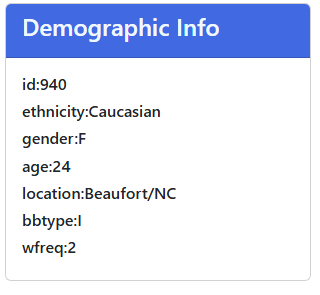 Demographic Info
id:940
ethnicity:Caucasian
gender:F
age:24
location:Beaufort/NC
bbtype:I
wfreq:2